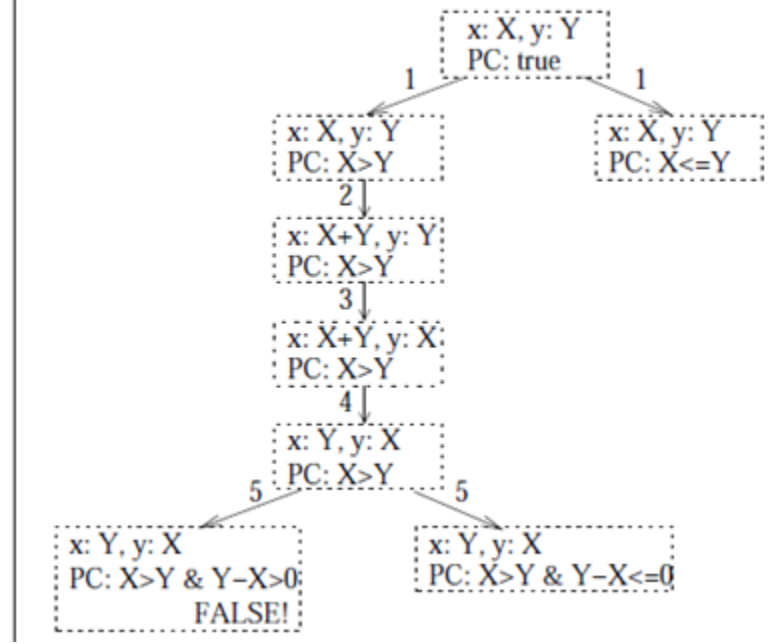 x: X, y: Y
PC: true
1
1
x: X, y: Y
PC: X>Y
x: X, y: Y
PC: X<=Y
2
x: X+Y, y: Y
PC: X>Y
3
x: X+Y, y: X
PC: X>Y
4
x: Y, y: X
PC: X>Y
5
5
x: Y, y: X
PC: X>Y & Y−X>0
FALSE!
x: Y, y: X
PC: X>Y & Y−X<=0